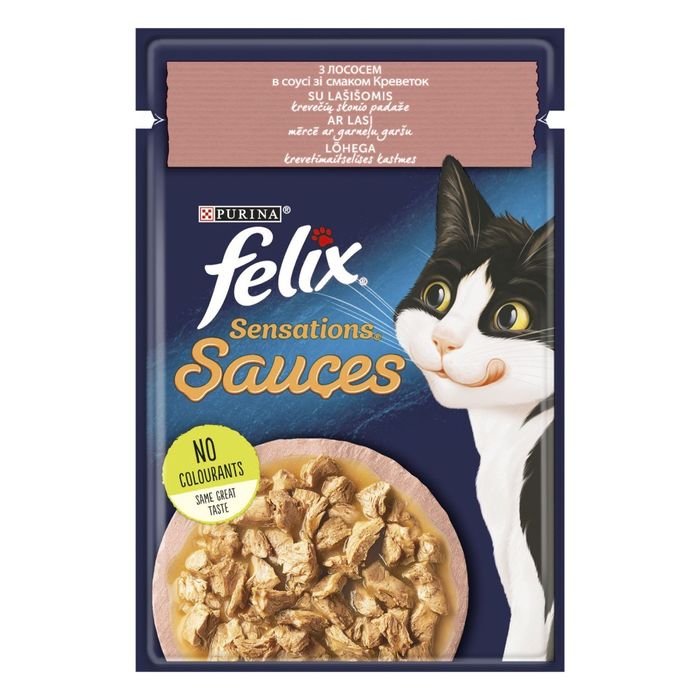 З ЛОСОСЕМ
в соусі зі смаком Креветок
SU LAŠIŠOMIS
krevečių skonio padaže
AR LASI
mērcē ar garneļu garšu
LÕHEGA
krevetimaitselises kastmes
PURINA®
felix®
Sensations®
Sauces
NO
COLOURANTS
SAME GREAT
TASTE